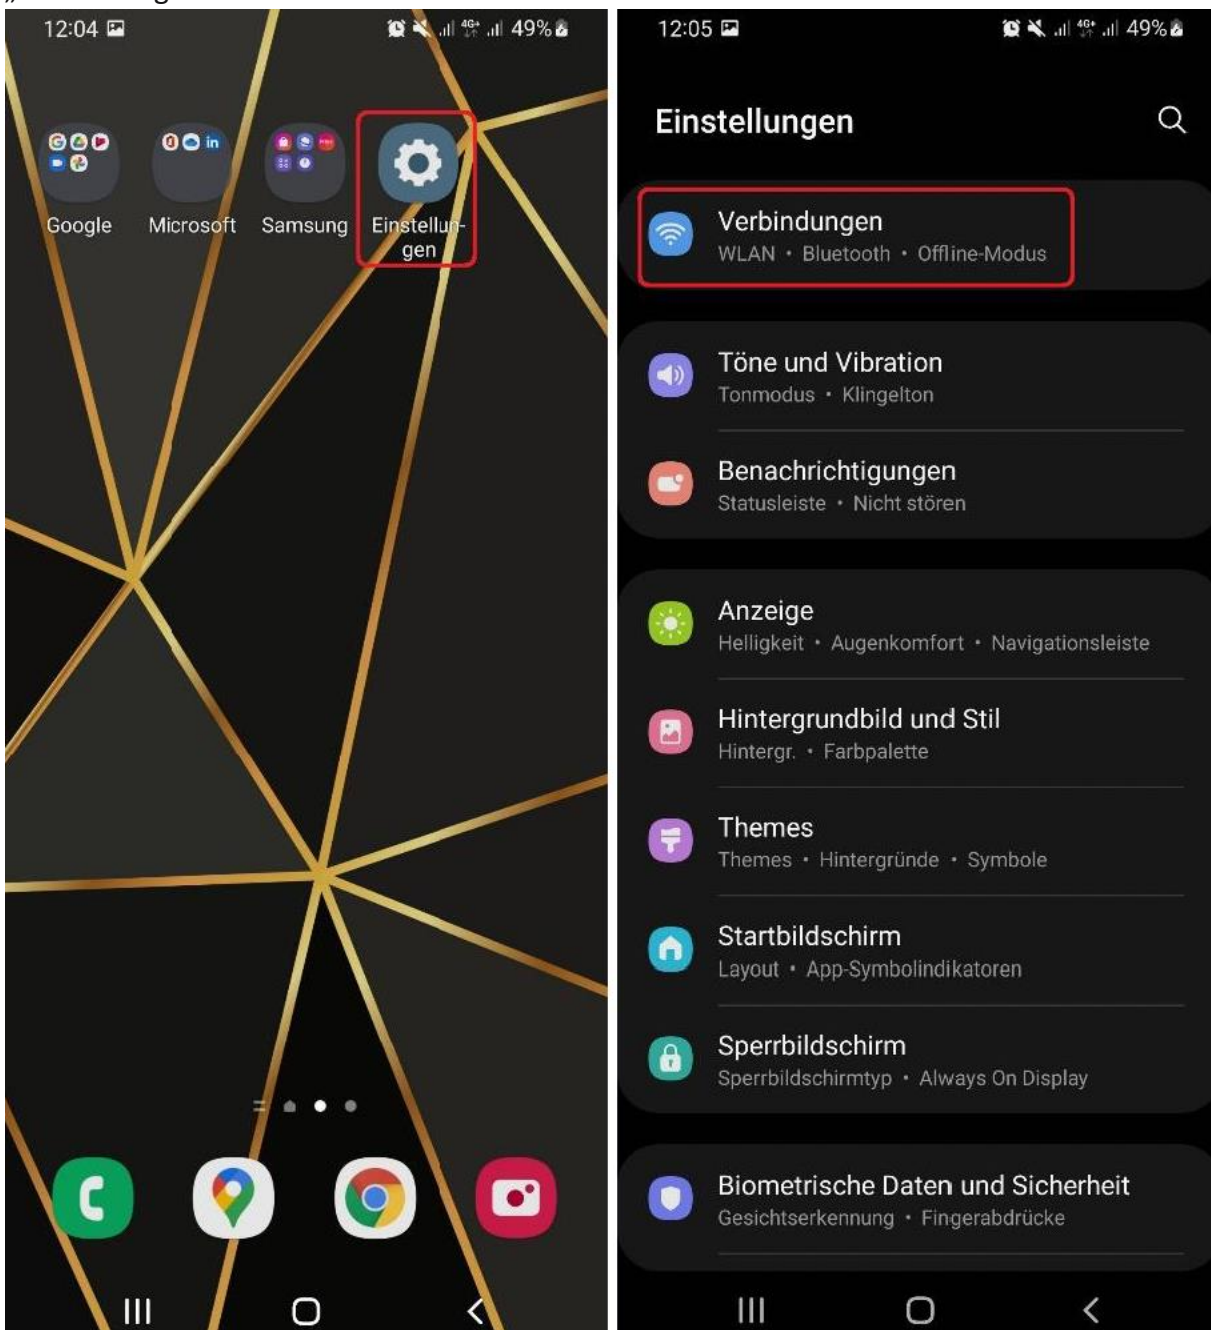 12:04 4G+ 49%
Google Microsoft Samsung Einstellun-
gen
12:05 4G+ 49%
Einstellungen
Verbindungen
WLAN • Bluetooth • Offline-Modus
Töne und Vibration
Tonmodus • Klingelton
Benachrichtigungen
Statusleiste • Nicht stören
Anzeige
Helligkeit • Augenkomfort • Navigationsleiste
Hintergrundbild und Stil
Hintergr. • Farbpalette
Themes
Themes • Hintergründe • Symbole
Startbildschirm
Layout • App-Symbolindikatoren
Sperrbildschirm
Sperrbildschirmtyp • Always On Display
Biometrische Daten und Sicherheit
Gesichtserkennung • Fingerabdrücke